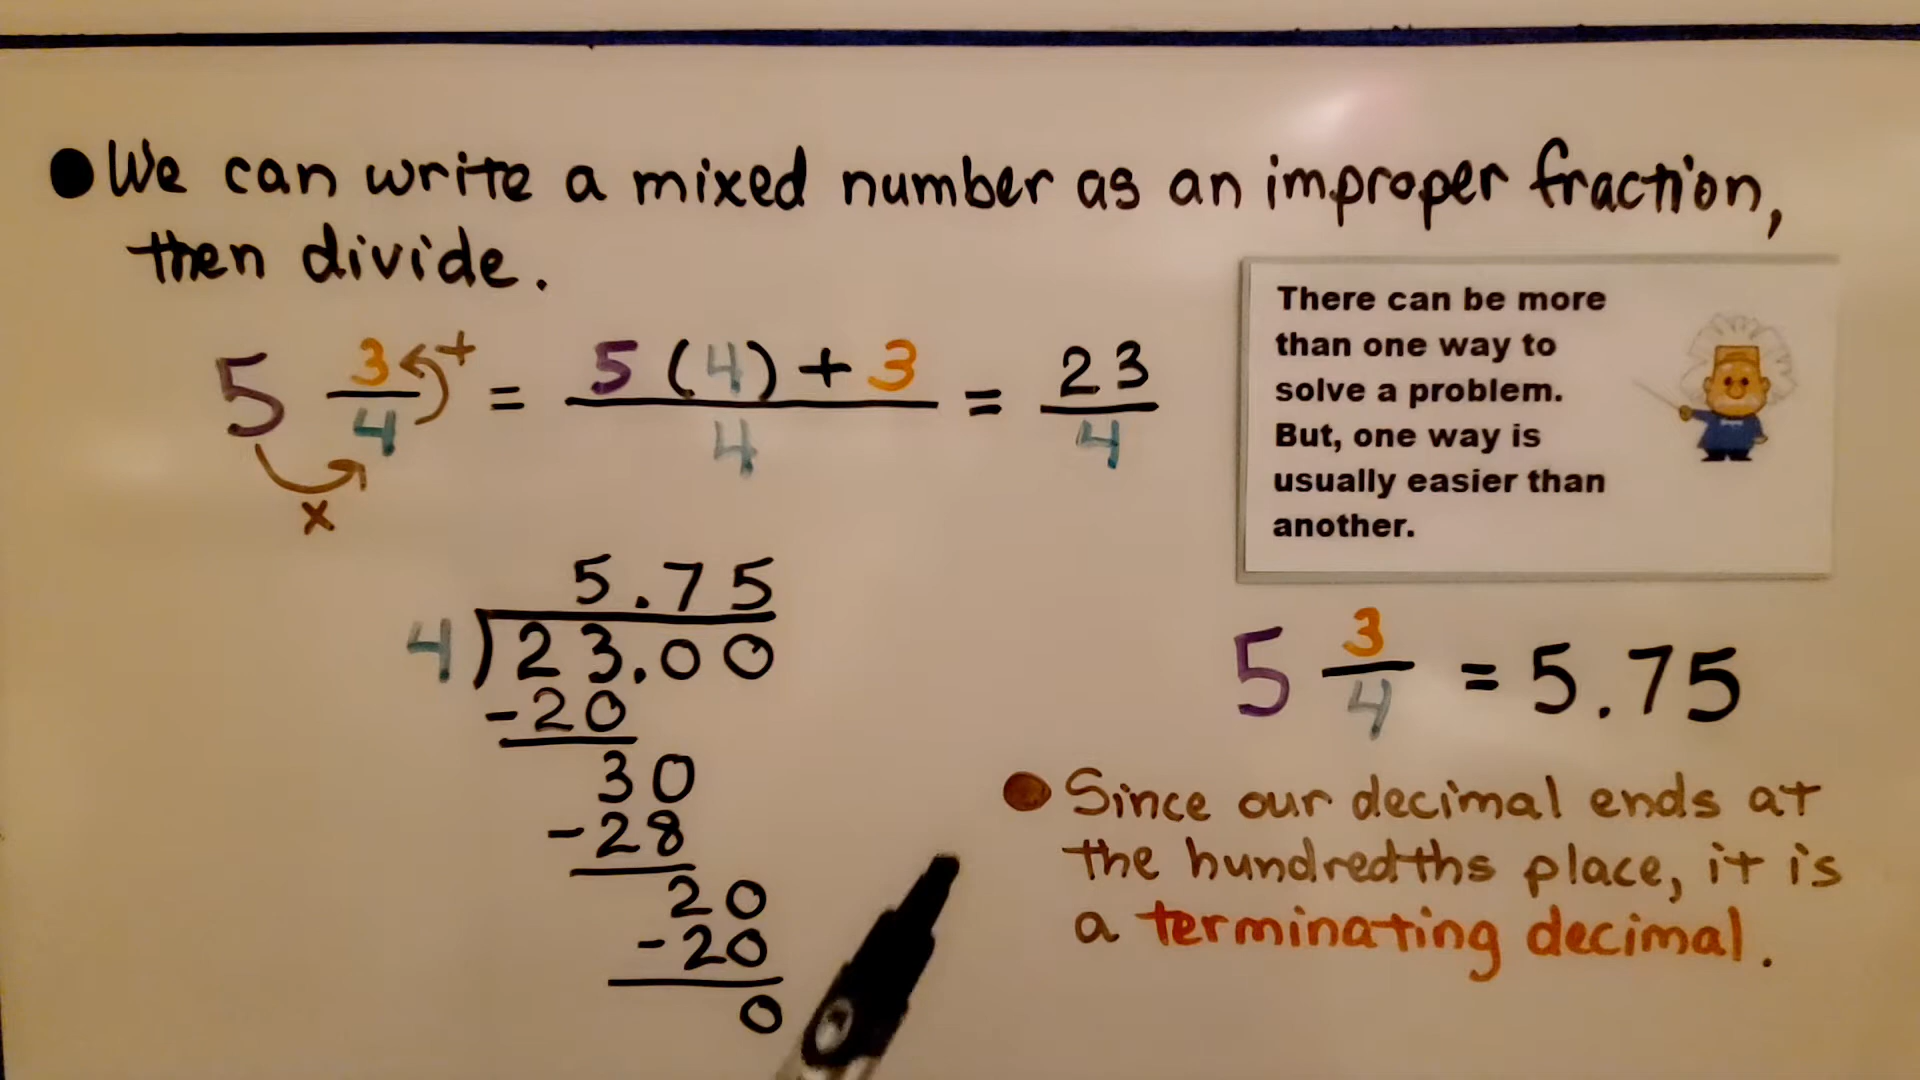 ● We can write a mixed number as an improper fraction,
then divide.
5 3/4 + x = 5(4)+3/4 = 23/4
There can be more
than one way to
solve a problem.
But, one way is
usually easier than
another.
5.75
4)23.00
-20
30
-28
20
-20
0
5 3/4 = 5.75
● Since our decimal ends at
the hundredths place, it is
a terminating decimal.